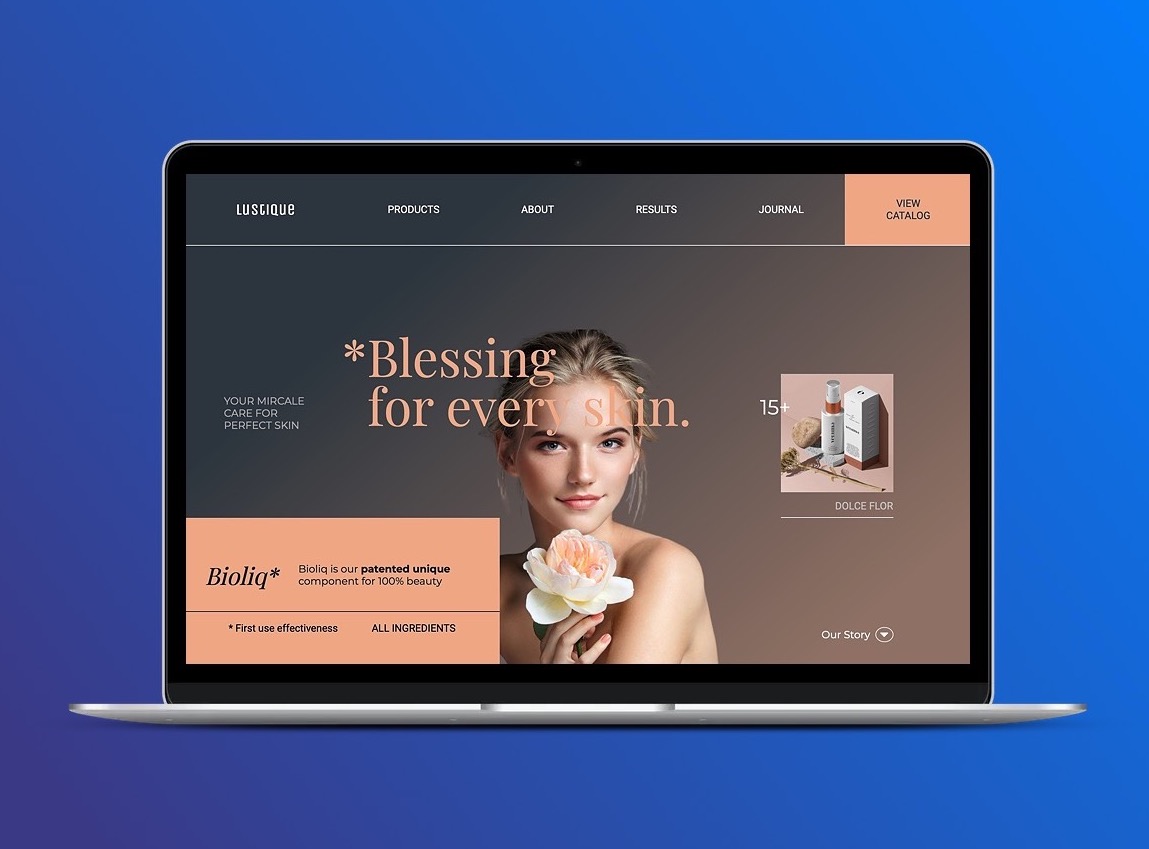 Lustique
PRODUCTS
ABOUT
RESULTS
JOURNAL
VIEW
CATALOG
*Blessing
for every skin.
YOUR MIRCALE
CARE FOR
PERFECT SKIN
15+
DOLCE FLOR
Bioliq*
Bioliq is our patented unique
component for 100% beauty
* First use effectiveness
ALL INGREDIENTS
Our Story